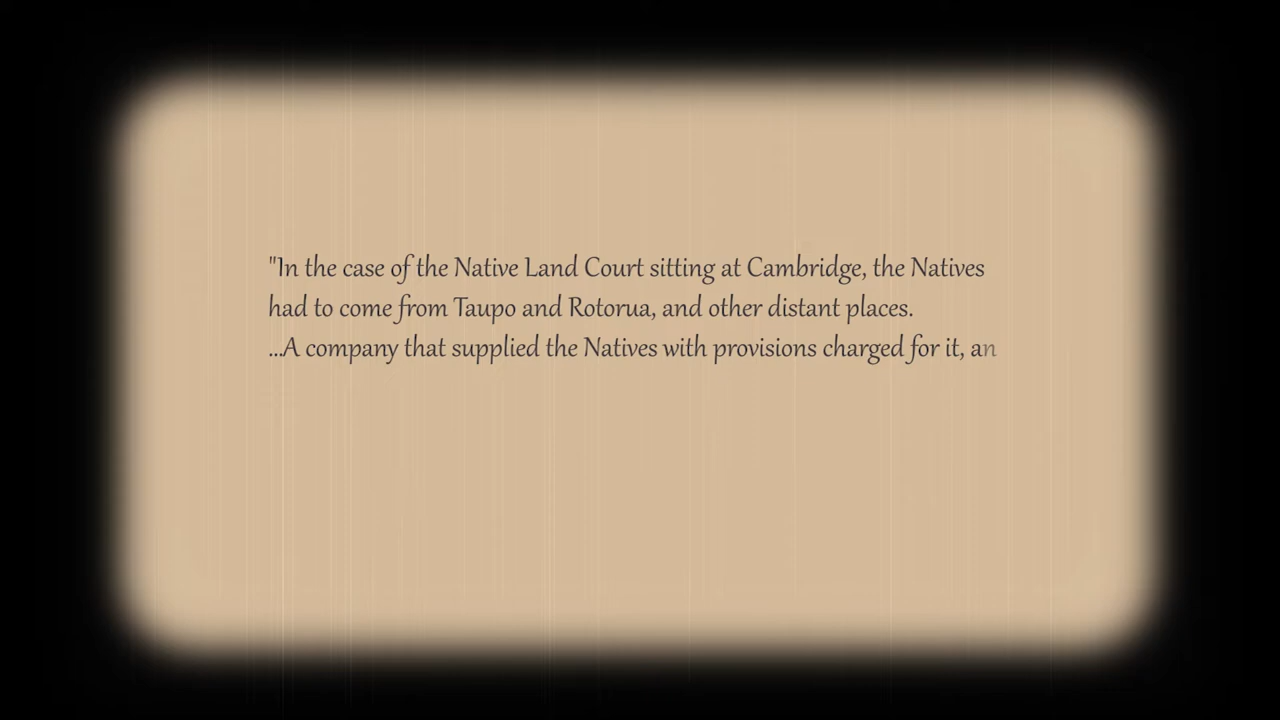 "In the case of the Native Land Court sitting at Cambridge, the Natives
had to come from Taupo and Rotorua, and other distant places.
...A company that supplied the Natives with provisions charged for it, an